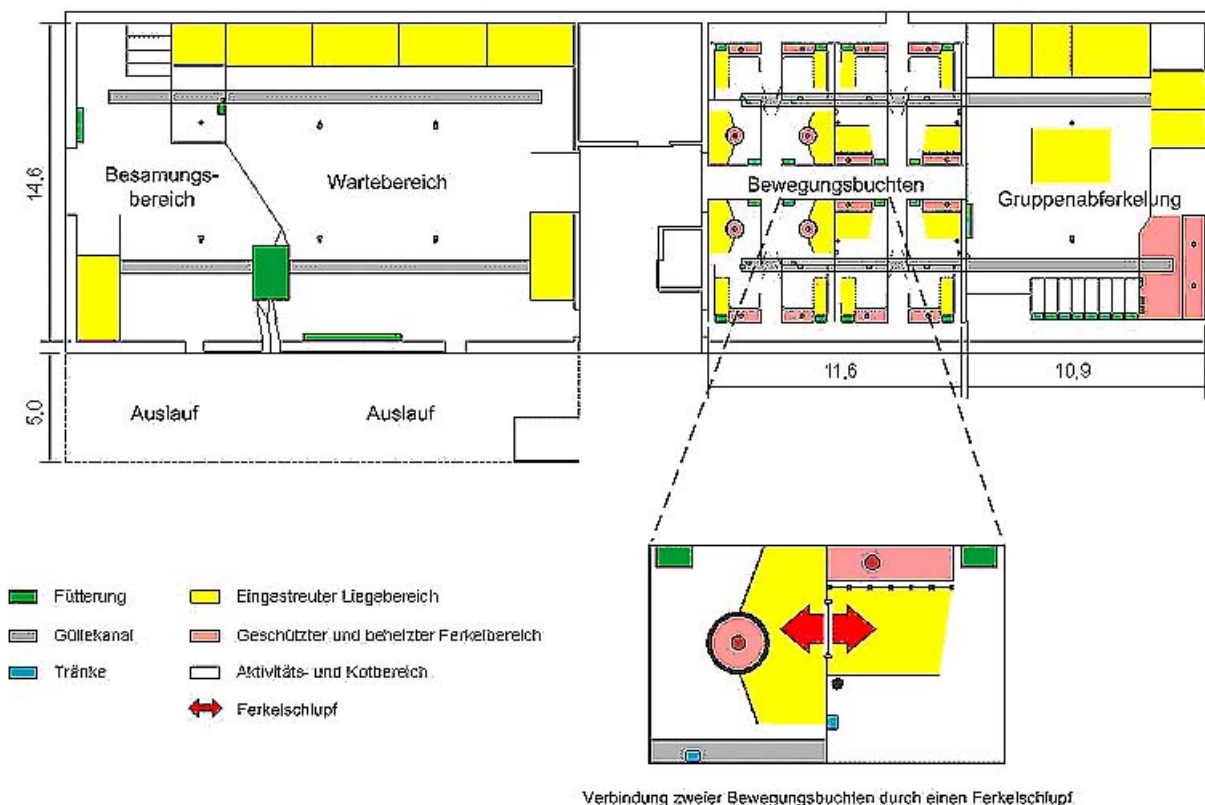 14,6
Besamungs-
bereich
Wartebereich
Bewegungsbuchten
Gruppenabferkelung
11,6
10,9
6,0
Auslauf
Auslauf
Fütterung
Eingestreuter Liegebereich
Güllekanal
Geschützter und beheizter Ferkelbereich
Tränke
Aktivitäts- und Kotbereich
Ferkelschlupf
Verbindung zweier Bewegungsbuchten durch einen Ferkelschlupf